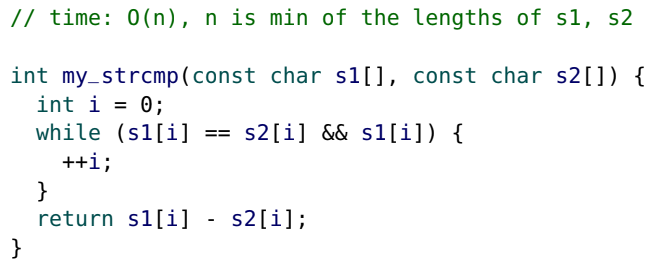 // time: O(n), n is min of the lengths of s1, s2
int my_strcmp(const char s1[], const char s2[]) {
  int i = 0;
  while (s1[i] == s2[i] && s1[i]) {
    ++i;
  }
  return s1[i] - s2[i];
}